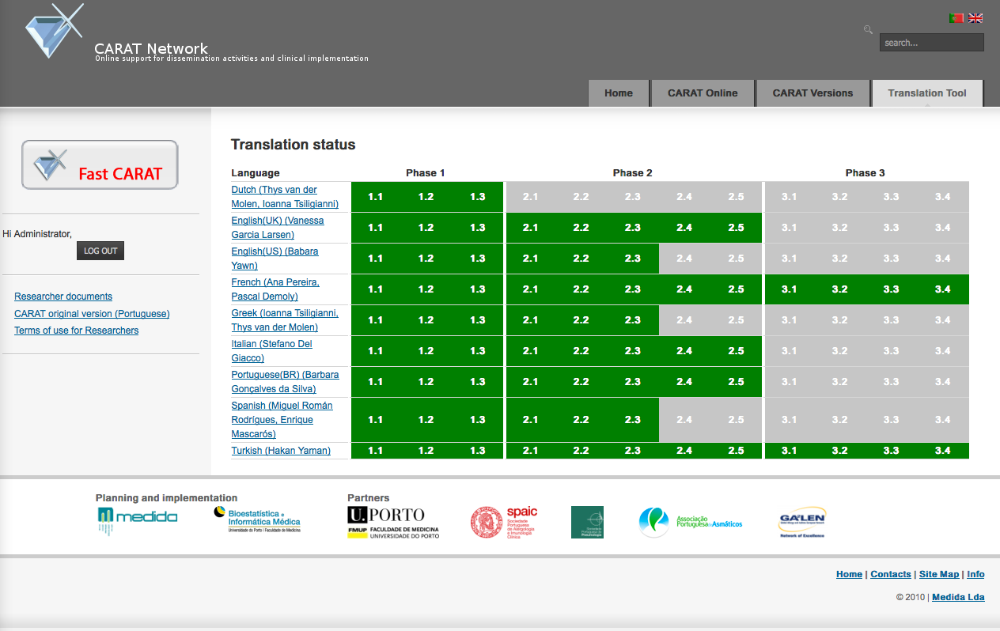 CARAT Network
Online support for dissemination activities and clinical implementation
search...
Home
CARAT Online
CARAT Versions
Translation Tool
Fast CARAT
Hi Administrator,
LOG OUT
Researcher documents
CARAT original version (Portuguese)
Terms of use for Researchers
Translation status
Language Phase 1 Phase 2 Phase 3
Dutch (Thys van der
Molen, Ioanna Tsiligianni)
1.1 1.2 1.3 2.1 2.2 2.3 2.4 2.5 3.1 3.2 3.3 3.4
English(UK) (Vanessa
Garcia Larsen)
1.1 1.2 1.3 2.1 2.2 2.3 2.4 2.5 3.1 3.2 3.3 3.4
English(US) (Babara
Yawn)
1.1 1.2 1.3 2.1 2.2 2.3 2.4 2.5 3.1 3.2 3.3 3.4
French (Ana Pereira,
Pascal Demoly)
1.1 1.2 1.3 2.1 2.2 2.3 2.4 2.5 3.1 3.2 3.3 3.4
Greek (Ioanna Tsiligianni,
Thys van der Molen)
1.1 1.2 1.3 2.1 2.2 2.3 2.4 2.5 3.1 3.2 3.3 3.4
Italian (Stefano Del
Giacco)
1.1 1.2 1.3 2.1 2.2 2.3 2.4 2.5 3.1 3.2 3.3 3.4
Portuguese(BR) (Barbara
Gonçalves da Silva)
1.1 1.2 1.3 2.1 2.2 2.3 2.4 2.5 3.1 3.2 3.3 3.4
Spanish (Miguel Román
Rodrígues, Enrique
Mascarós)
1.1 1.2 1.3 2.1 2.2 2.3 2.4 2.5 3.1 3.2 3.3 3.4
Turkish (Hakan Yaman)
1.1 1.2 1.3 2.1 2.2 2.3 2.4 2.5 3.1 3.2 3.3 3.4
Planning and implementation
medida
Bioestatística e
Informática Médica
Universidade do Porto | Faculdade de Medicina
Partners
U.PORTO
FMUP FACULDADE DE MEDICINA
UNIVERSIDADE DO PORTO
spaic
Sociedade
Portuguesa
de Alergologia
e Imunologia
Clínica
Sociedade
Portuguesa de
Pneumologia
Associação
Portuguesa de Asmáticos
GA²LEN
Network of Excellence
Home | Contacts | Site Map | Info
© 2010 | Medida Lda